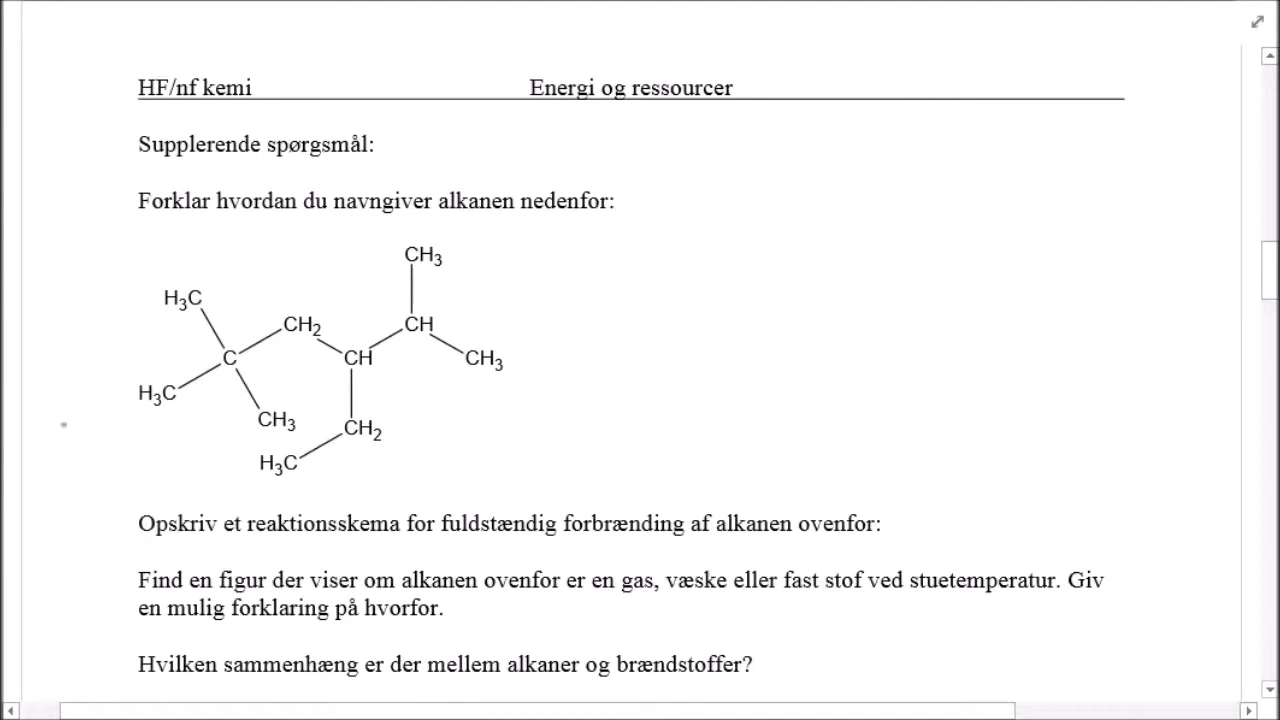 HF/nf kemi Energi og ressourcer
Supplerende spørgsmål:
Forklar hvordan du navngiver alkanen nedenfor:
CH3
H3C
CH2 CH
C CH CH3
H3C
CH3 CH2
H3C
Opskriv et reaktionsskema for fuldstændig forbrænding af alkanen ovenfor:
Find en figur der viser om alkanen ovenfor er en gas, væske eller fast stof ved stuetemperatur. Giv
en mulig forklaring på hvorfor.
Hvilken sammenhæng er der mellem alkaner og brændstoffer?